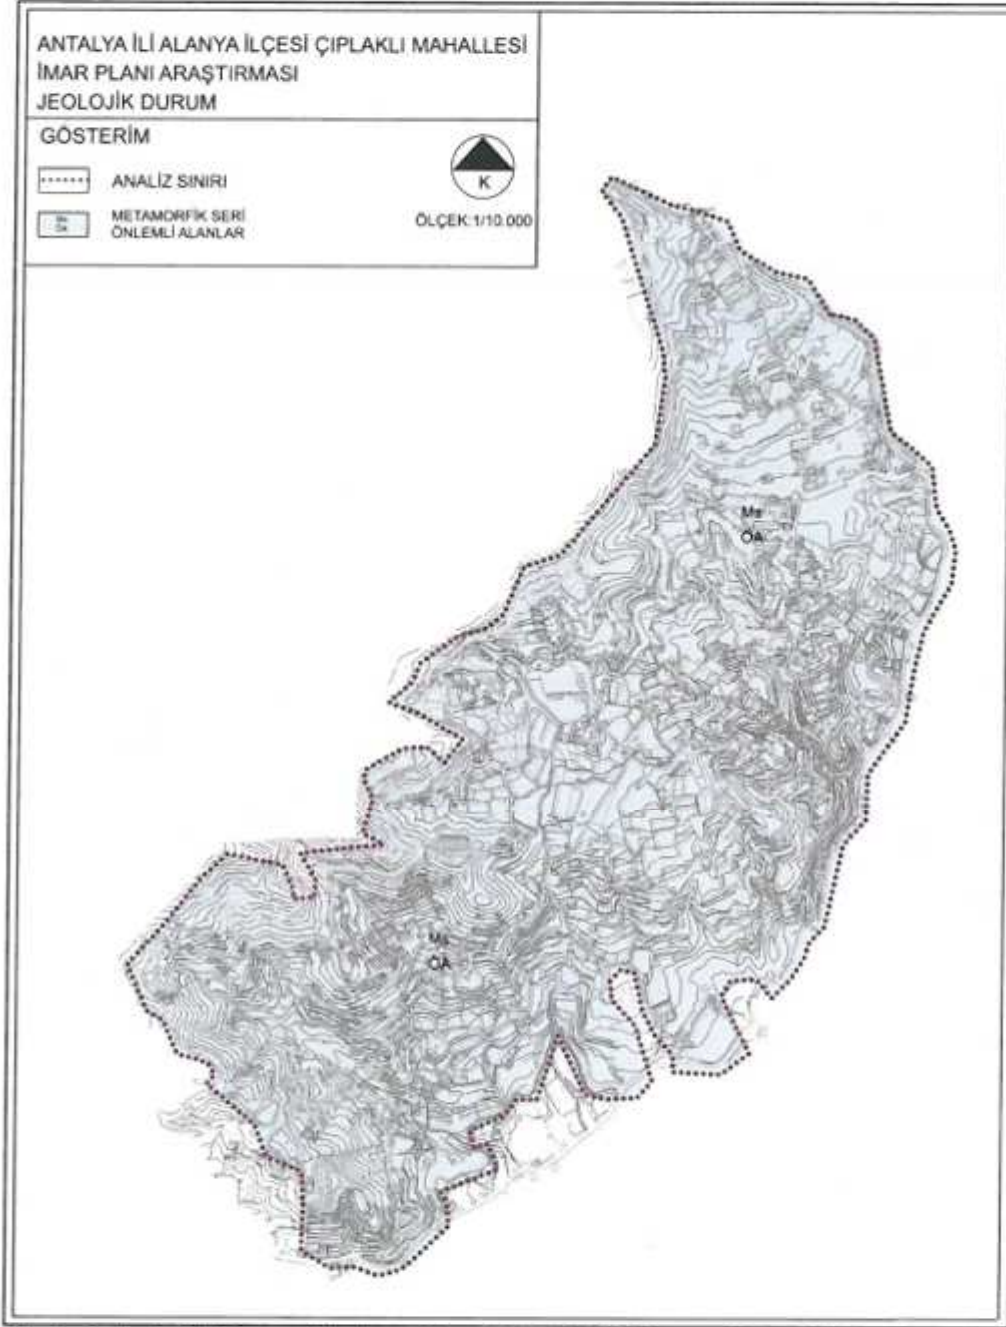 ANTALYA İLİ ALANYA İLÇESİ ÇIPLAKLI MAHALLESİ
İMAR PLANI ARAŞTIRMASI
JEOLOJİK DURUM
GÖSTERİM
ANALİZ SINIRI
K
METAMORFİK SERİ
ÖNLEMLİ ALANLAR
ÖLÇEK:1/10.000
Ms
ÖA
Ms
ÖA